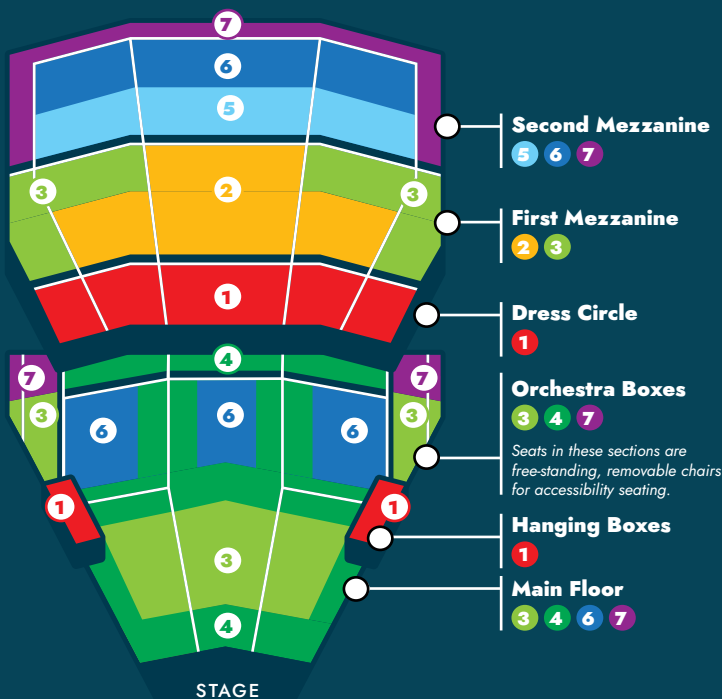 7
6
5
Second Mezzanine
5 6 7
3
2
3
First Mezzanine
2 3
1
Dress Circle
1
4
7
7
Orchestra Boxes
3 4 7
3
6
6
6
3
Seats in these sections are
free-standing, removable chairs
for accessibility seating.
1
1
Hanging Boxes
1
3
Main Floor
3 4 6 7
4
STAGE